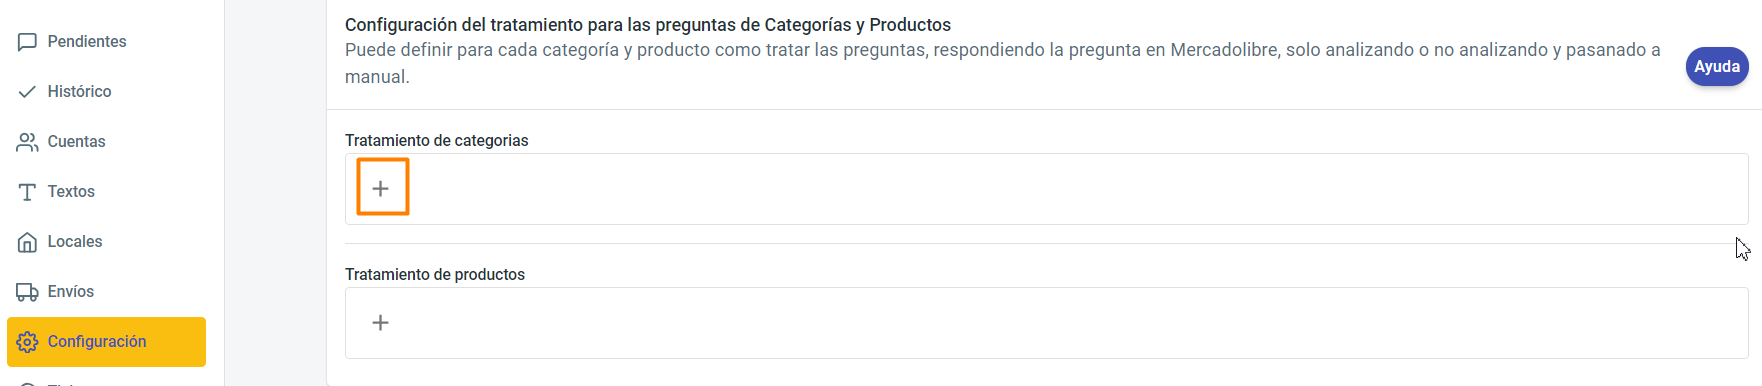 Pendientes
Histórico
Cuentas
Textos
Locales
Envíos
Configuración
Configuración del tratamiento para las preguntas de Categorías y Productos
Puede definir para cada categoría y producto como tratar las preguntas, respondiendo la pregunta en Mercadolibre, solo analizando o no analizando y pasanado a
manual.
Ayuda
Tratamiento de categorias
+
Tratamiento de productos
+